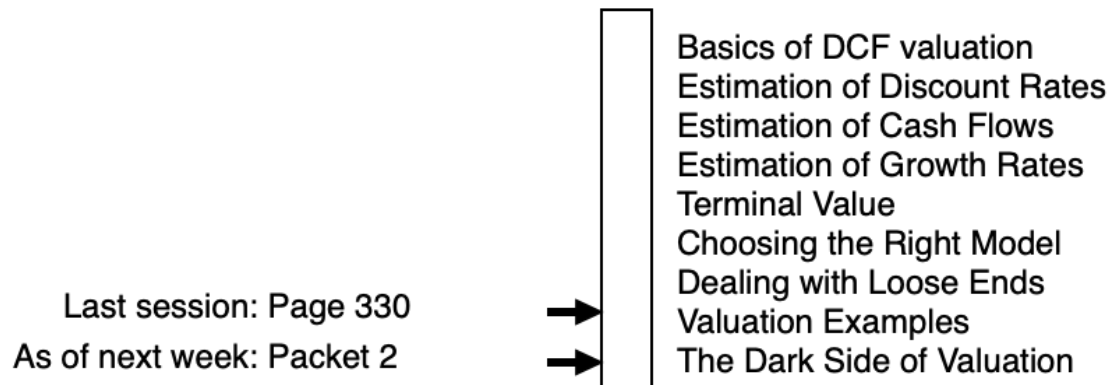 Basics of DCF valuation
Estimation of Discount Rates
Estimation of Cash Flows
Estimation of Growth Rates
Terminal Value
Choosing the Right Model
Dealing with Loose Ends
Last session: Page 330
Valuation Examples
As of next week: Packet 2
The Dark Side of Valuation